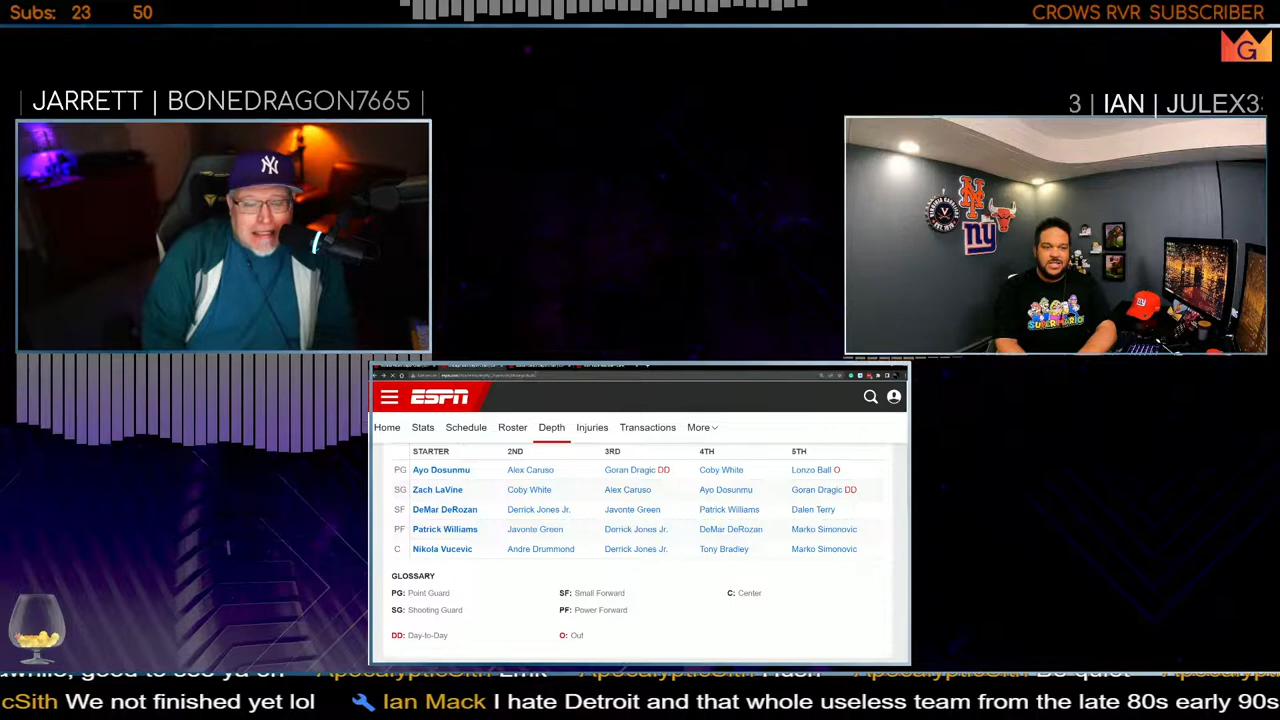 Subs: 23 50
CROWS RVR SUBSCRIBER
G
| JARRETT | BONEDRAGON7665 |
3 | IAN | JULEX33
NY
ny
SUPER MARIO
ESPN
Home Stats Schedule Roster Depth Injuries Transactions More
STARTER 2ND 3RD 4TH 5TH
PG Ayo Dosunmu Alex Caruso Goran Dragic DD Coby White Lonzo Ball O
SG Zach LaVine Coby White Alex Caruso Ayo Dosunmu Goran Dragic DD
SF DeMar DeRozan Derrick Jones Jr. Javonte Green Patrick Williams Dalen Terry
PF Patrick Williams Javonte Green Derrick Jones Jr. DeMar DeRozan Marko Simonovic
C Nikola Vucevic Andre Drummond Derrick Jones Jr. Tony Bradley Marko Simonovic
GLOSSARY
PG: Point Guard SF: Small Forward C: Center
SG: Shooting Guard PF: Power Forward
DD: Day-to-Day O: Out
cSith We not finished yet lol Ian Mack I hate Detroit and that whole useless team from the late 80s early 90s